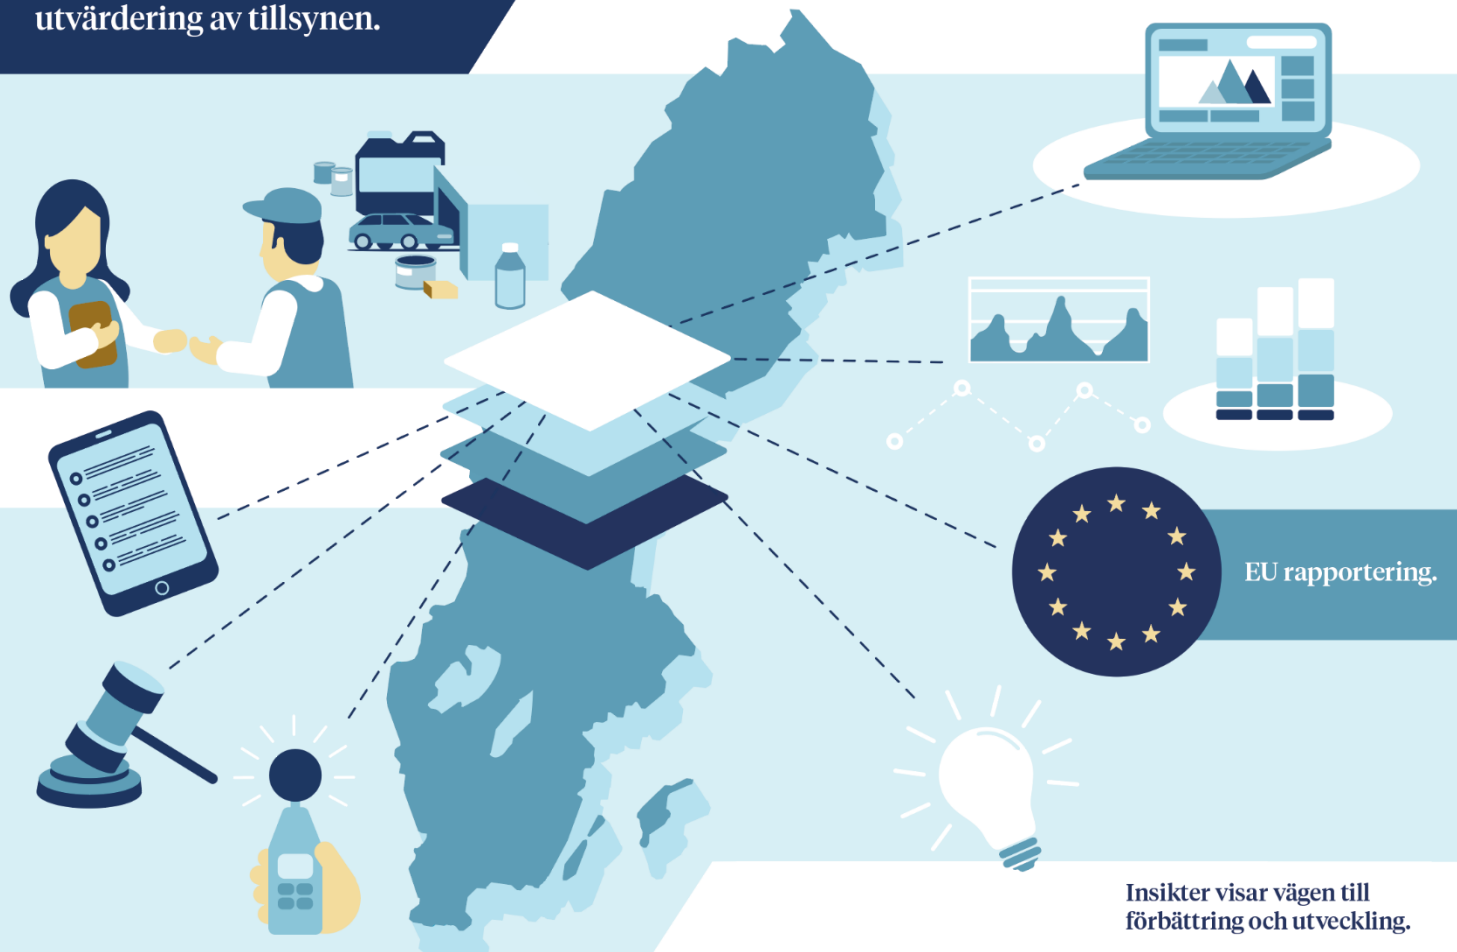 utvärdering av tillsynen.
EU rapportering.
Insikter visar vägen till
förbättring och utveckling.